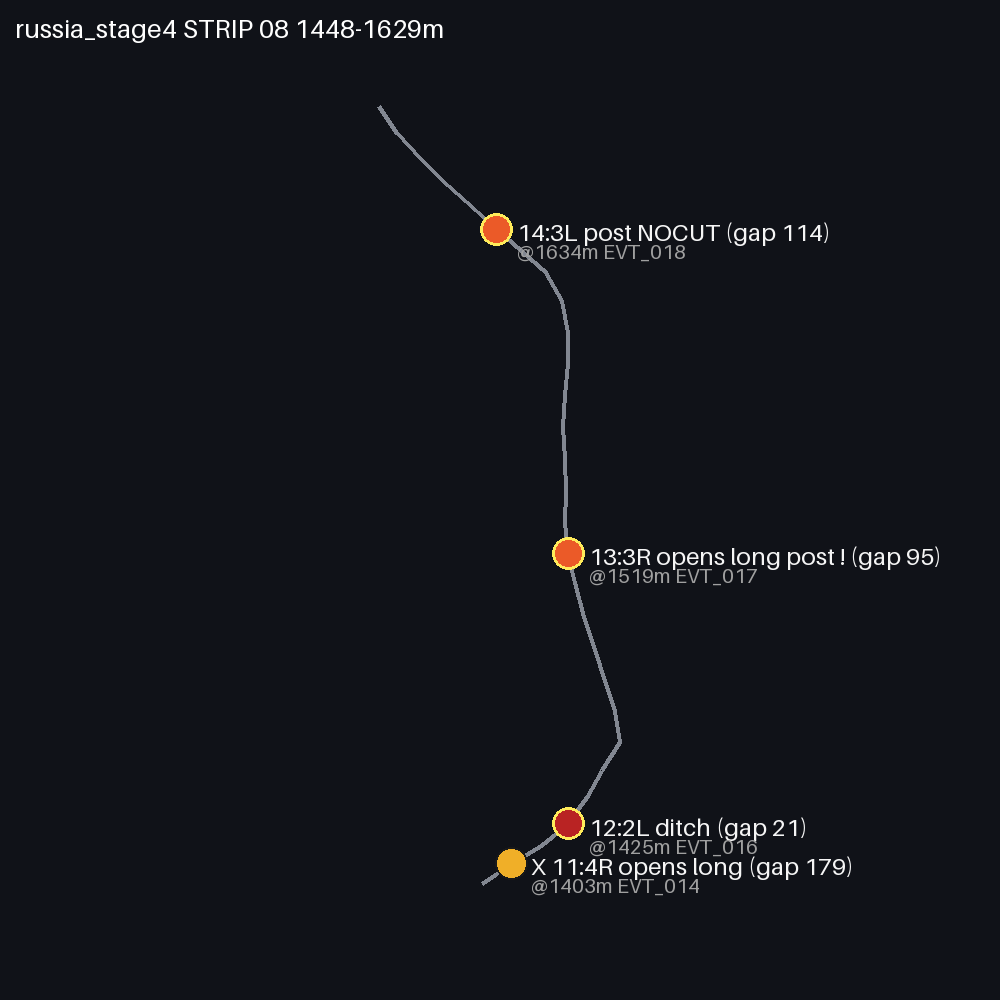 russia_stage4 STRIP 08 1448-1629m
14:3L post NOCUT (gap 114)
@1634m EVT_018
13:3R opens long post ! (gap 95)
@1519m EVT_017
12:2L ditch (gap 21)
@1425m EVT_016
X 11:4R opens long (gap 179)
@1403m EVT_014